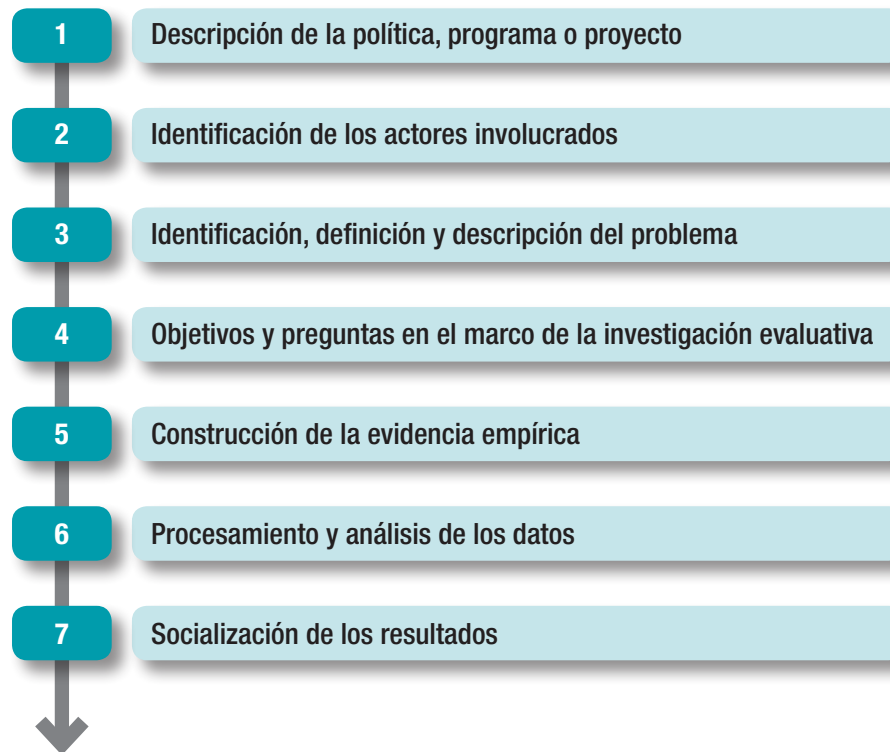 1 Descripción de la política, programa o proyecto
2 Identificación de los actores involucrados
3 Identificación, definición y descripción del problema
4 Objetivos y preguntas en el marco de la investigación evaluativa
5 Construcción de la evidencia empírica
6 Procesamiento y análisis de los datos
7 Socialización de los resultados